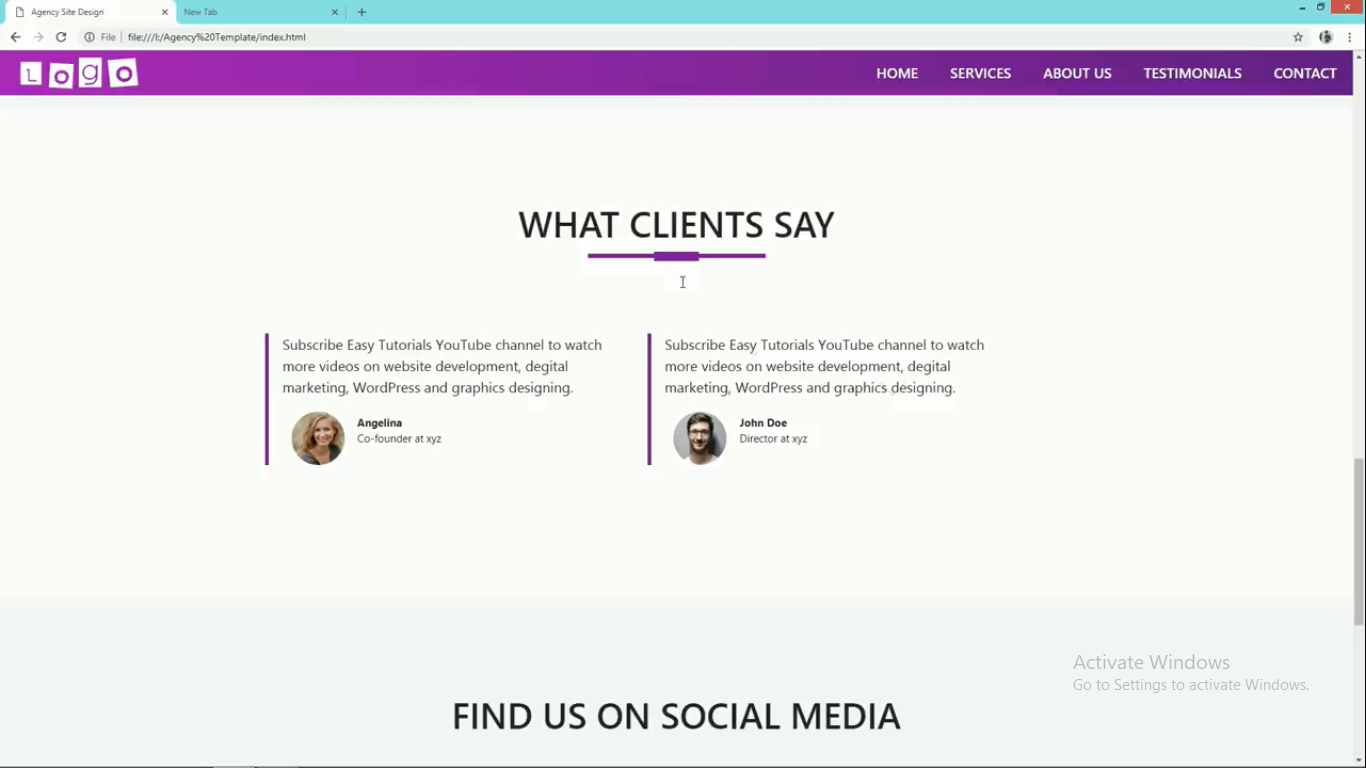 Agency Site Design
New Tab
File file:///I:/Agency%20Template/index.html
LOgO HOME SERVICES ABOUT US TESTIMONIALS CONTACT
WHAT CLIENTS SAY
Subscribe Easy Tutorials YouTube channel to watch
more videos on website development, degital
marketing, WordPress and graphics designing.
Angelina
Co-founder at xyz
Subscribe Easy Tutorials YouTube channel to watch
more videos on website development, degital
marketing, WordPress and graphics designing.
John Doe
Director at xyz
Activate Windows
Go to Settings to activate Windows.
FIND US ON SOCIAL MEDIA